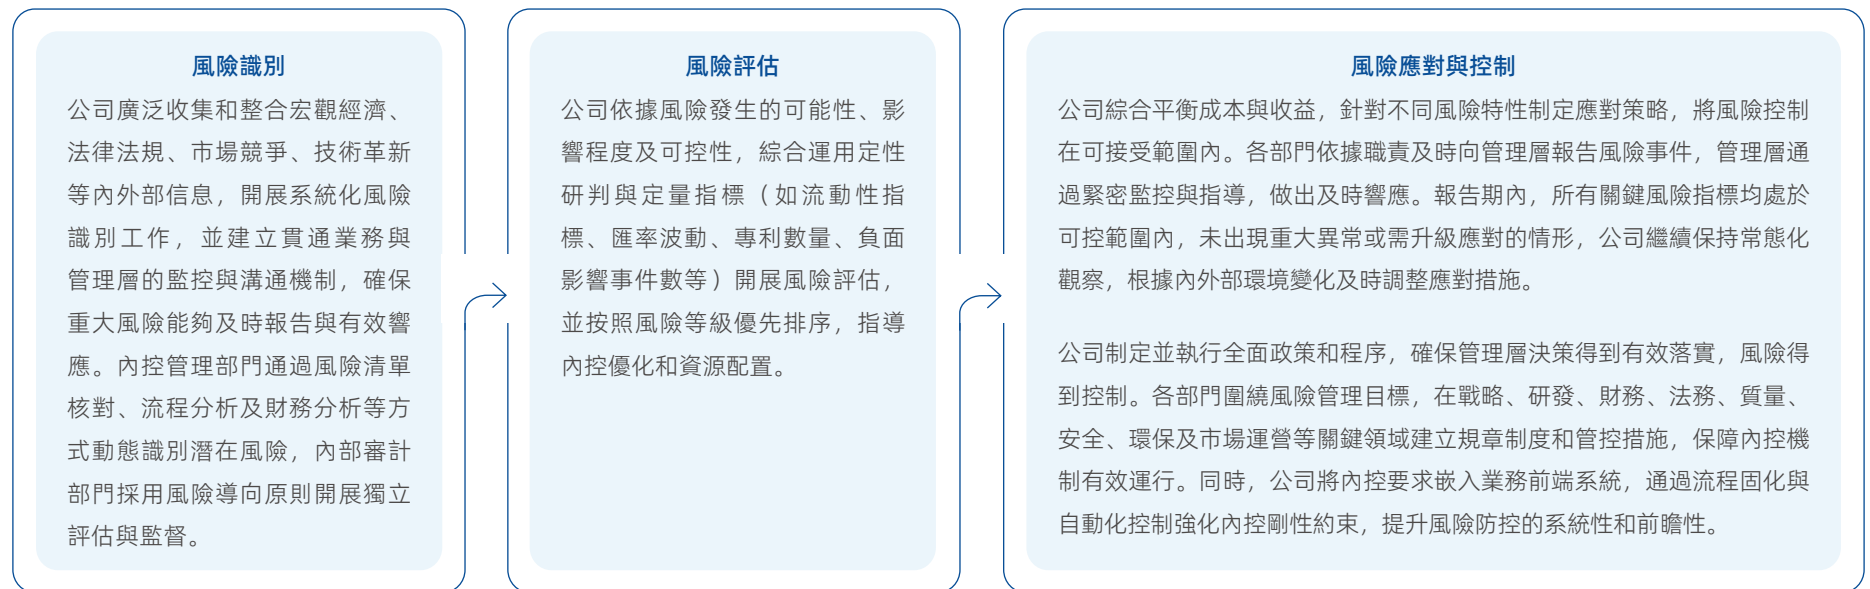 風險識別
公司廣泛收集和整合宏觀經濟、
法律法規、市場競爭、技術革新
等內外部信息，開展系統化風險
識別工作，並建立貫通業務與
管理層的監控與溝通機制，確保
重大風險能夠及時報告與有效響
應。內控管理部門通過風險清單
核對、流程分析及財務分析等方
式動態識別潛在風險，內部審計
部門採用風險導向原則開展獨立
評估與監督。
風險評估
公司依據風險發生的可能性、影
響程度及可控性，綜合運用定性
研判與定量指標（如流動性指
標、匯率波動、專利數量、負面
影響事件數等）開展風險評估，
並按照風險等級優先排序，指導
內控優化和資源配置。
風險應對與控制
公司綜合平衡成本與收益，針對不同風險特性制定應對策略，將風險控制
在可接受範圍內。各部門依據職責及時向管理層報告風險事件，管理層通
過緊密監控與指導，做出及時響應。報告期內，所有關鍵風險指標均處於
可控範圍內，未出現重大異常或需升級應對的情形，公司繼續保持常態化
觀察，根據內外部環境變化及時調整應對措施。
公司制定並執行全面政策和程序，確保管理層決策得到有效落實，風險得
到控制。各部門圍繞風險管理目標，在戰略、研發、財務、法務、質量、
安全、環保及市場運營等關鍵領域建立規章制度和管控措施，保障內控機
制有效運行。同時，公司將內控要求嵌入業務前端系統，通過流程固化與
自動化控制強化內控剛性約束，提升風險防控的系統性和前瞻性。